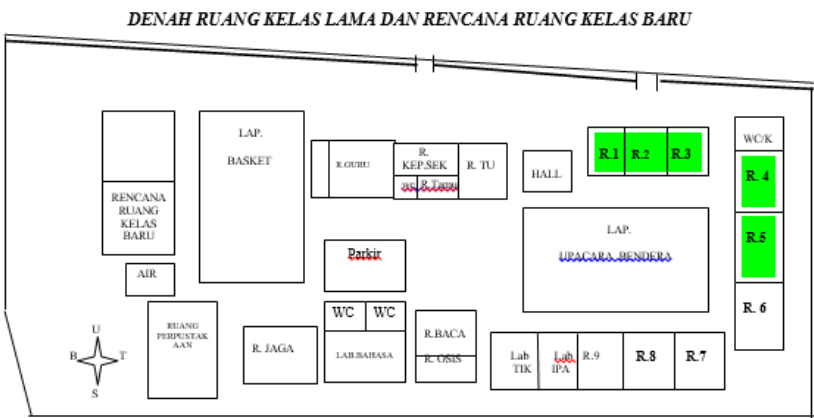 DENAH RUANG KELAS LAMA DAN RENCANA RUANG KELAS BARU
LAP.
BASKET
R.GURU
R.
KEP.SEK
R. TU
wc
R.Tamu
HALL
R.1
R.2
R.3
WC/K
R. 4
R.5
R. 6
RENCANA
RUANG
KELAS
BARU
AIR
LAP.
UPACARA BENDERA
Parkir
WC
WC
LAB.BAHASA
R.BACA
R. OSIS
RUANG
PERPUSTAK
AAN
R. JAGA
Lab
TIK
Lab
IPA
R.9
R.8
R.7
U
B
T
S